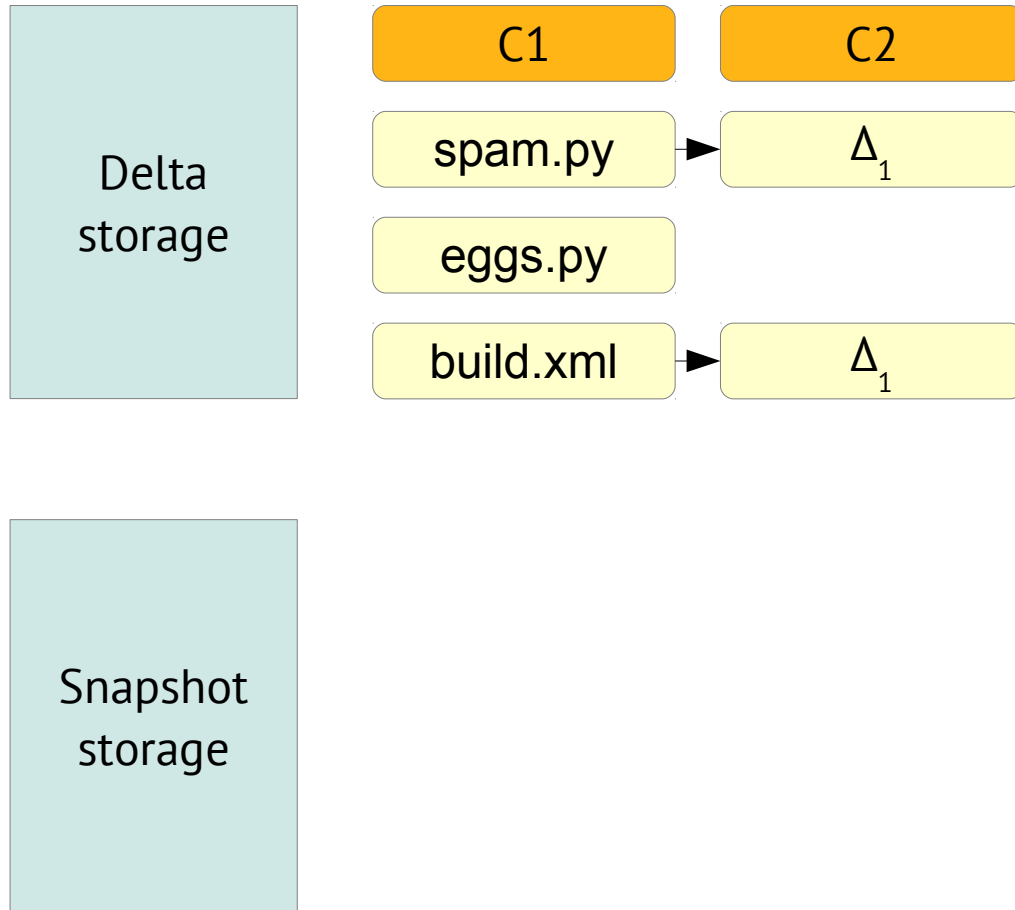 Delta
storage
C1
C2
spam.py
Δ1
eggs.py
build.xml
Δ1
Snapshot
storage